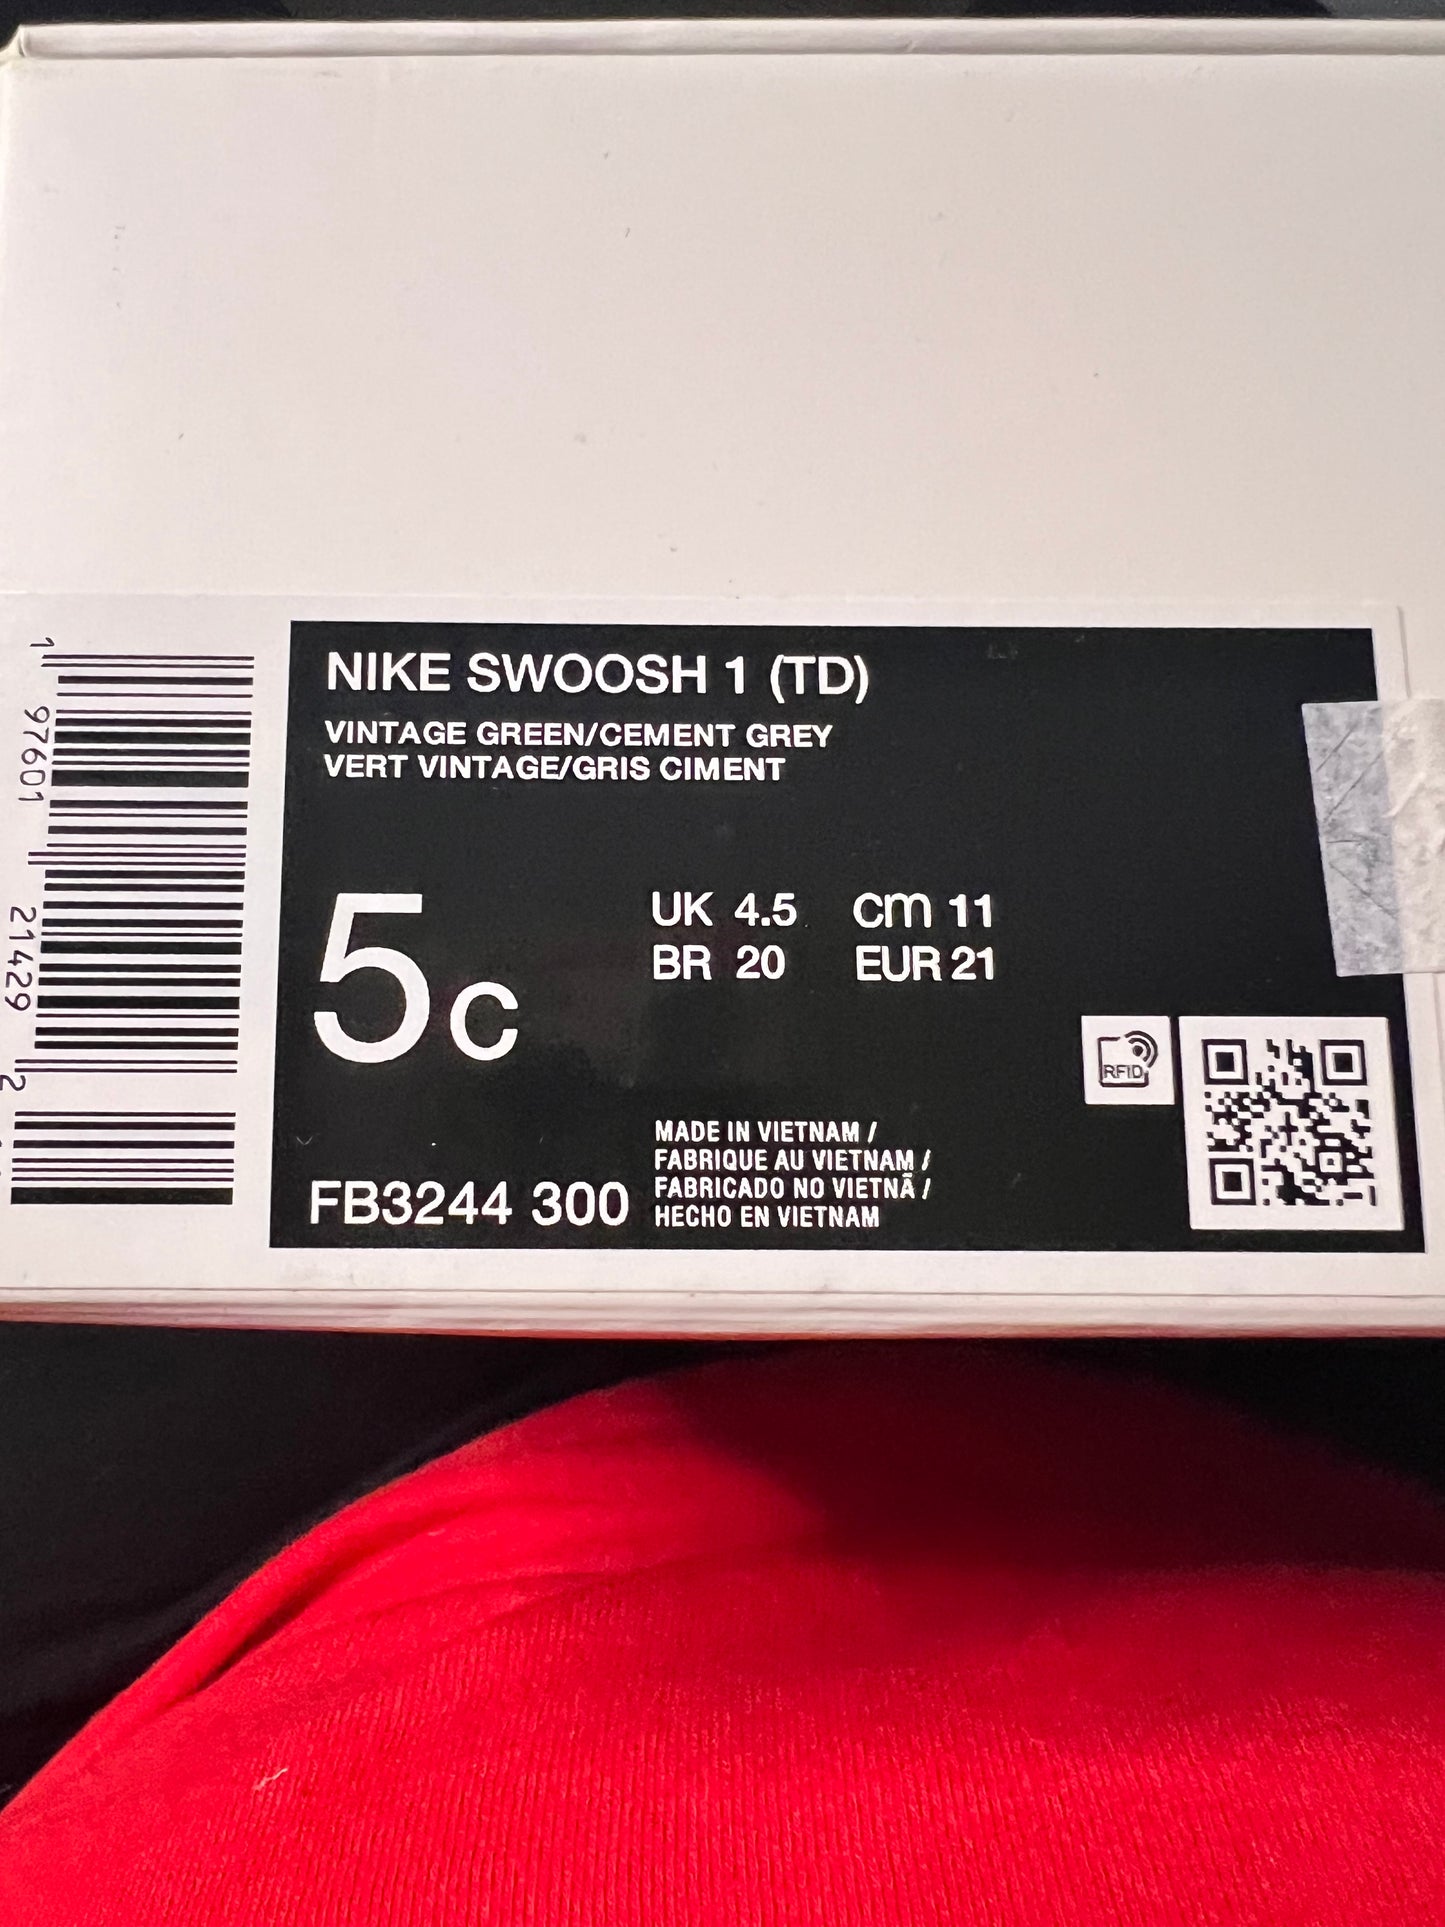 NIKE SWOOSH 1 (TD)
VINTAGE GREEN/CEMENT GREY
VERT VINTAGE/GRIS CIMENT
5c
UK 4.5 cm 11
BR 20 EUR 21
RFID
MADE IN VIETNAM /
FABRIQUE AU VIETNAM /
FABRICADO NO VIETNÃ /
HECHO EN VIETNAM
FB3244 300
1 97601 21429 2